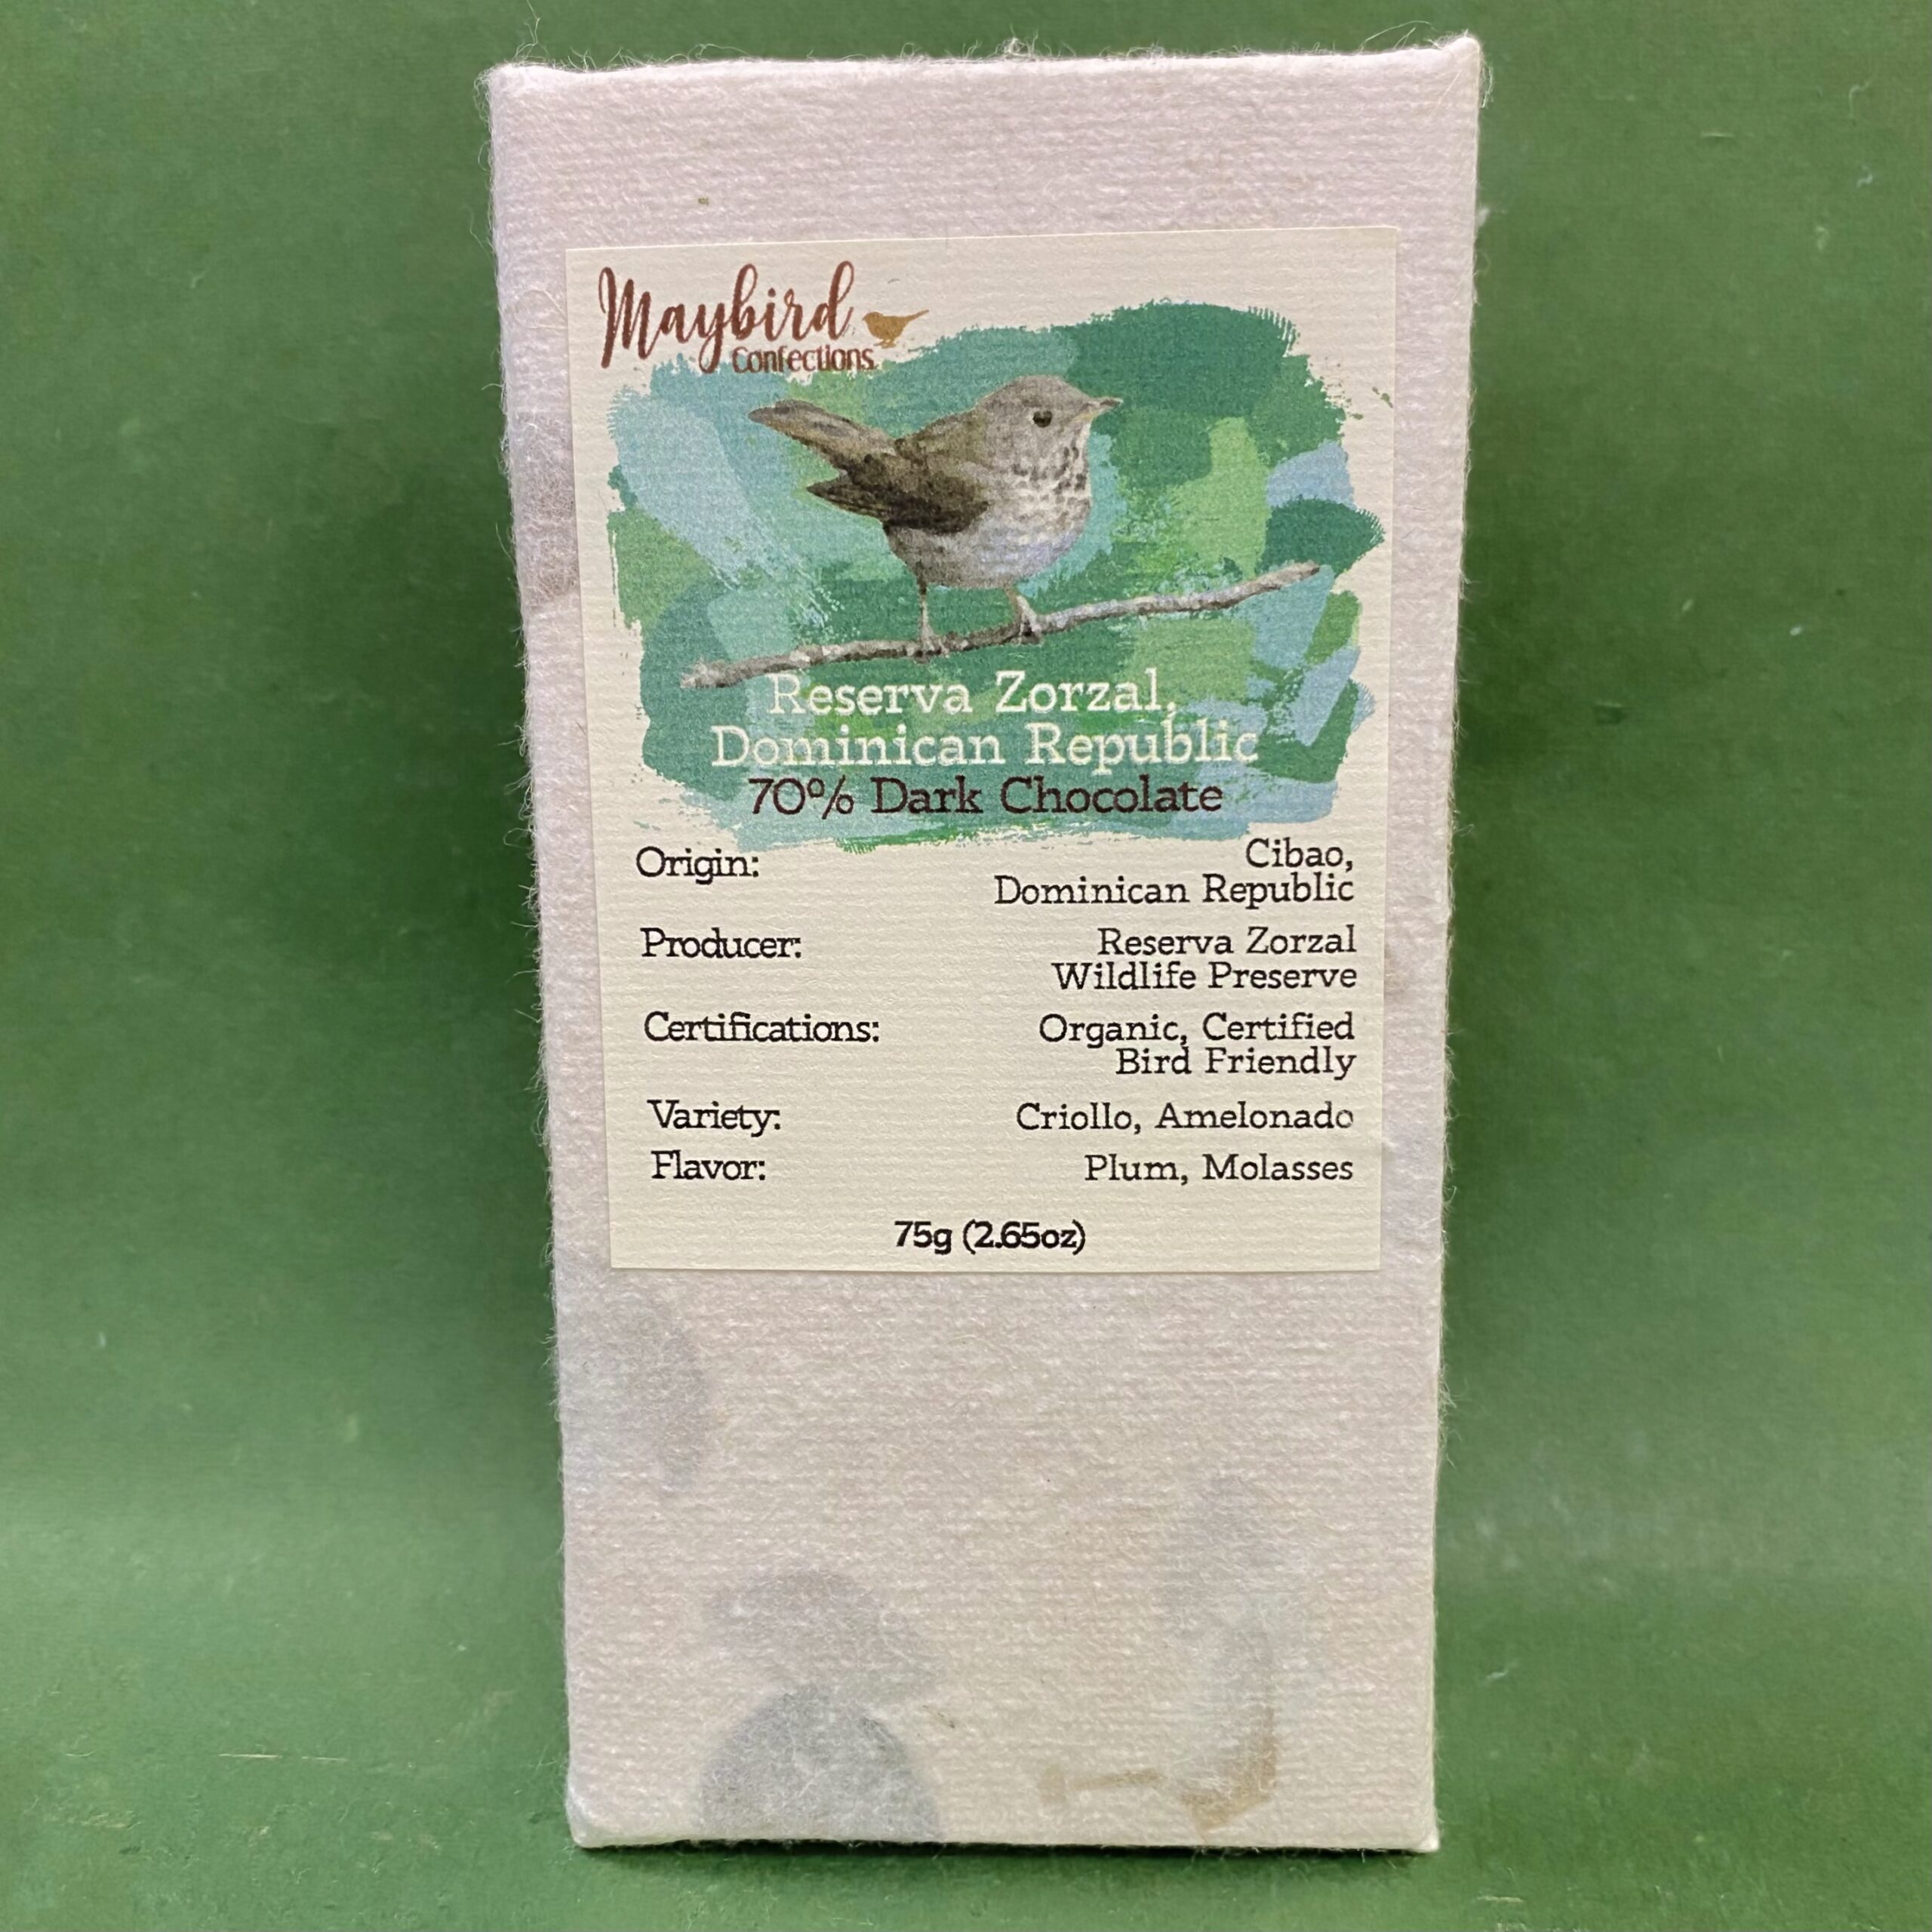 Maybird
Confections
Reserva Zorzal,
Dominican Republic
70% Dark Chocolate
Origin: Cibao,
Dominican Republic
Producer: Reserva Zorzal
Wildlife Preserve
Certifications: Organic, Certified
Bird Friendly
Variety: Criollo, Amelonado
Flavor: Plum, Molasses
75g (2.65oz)